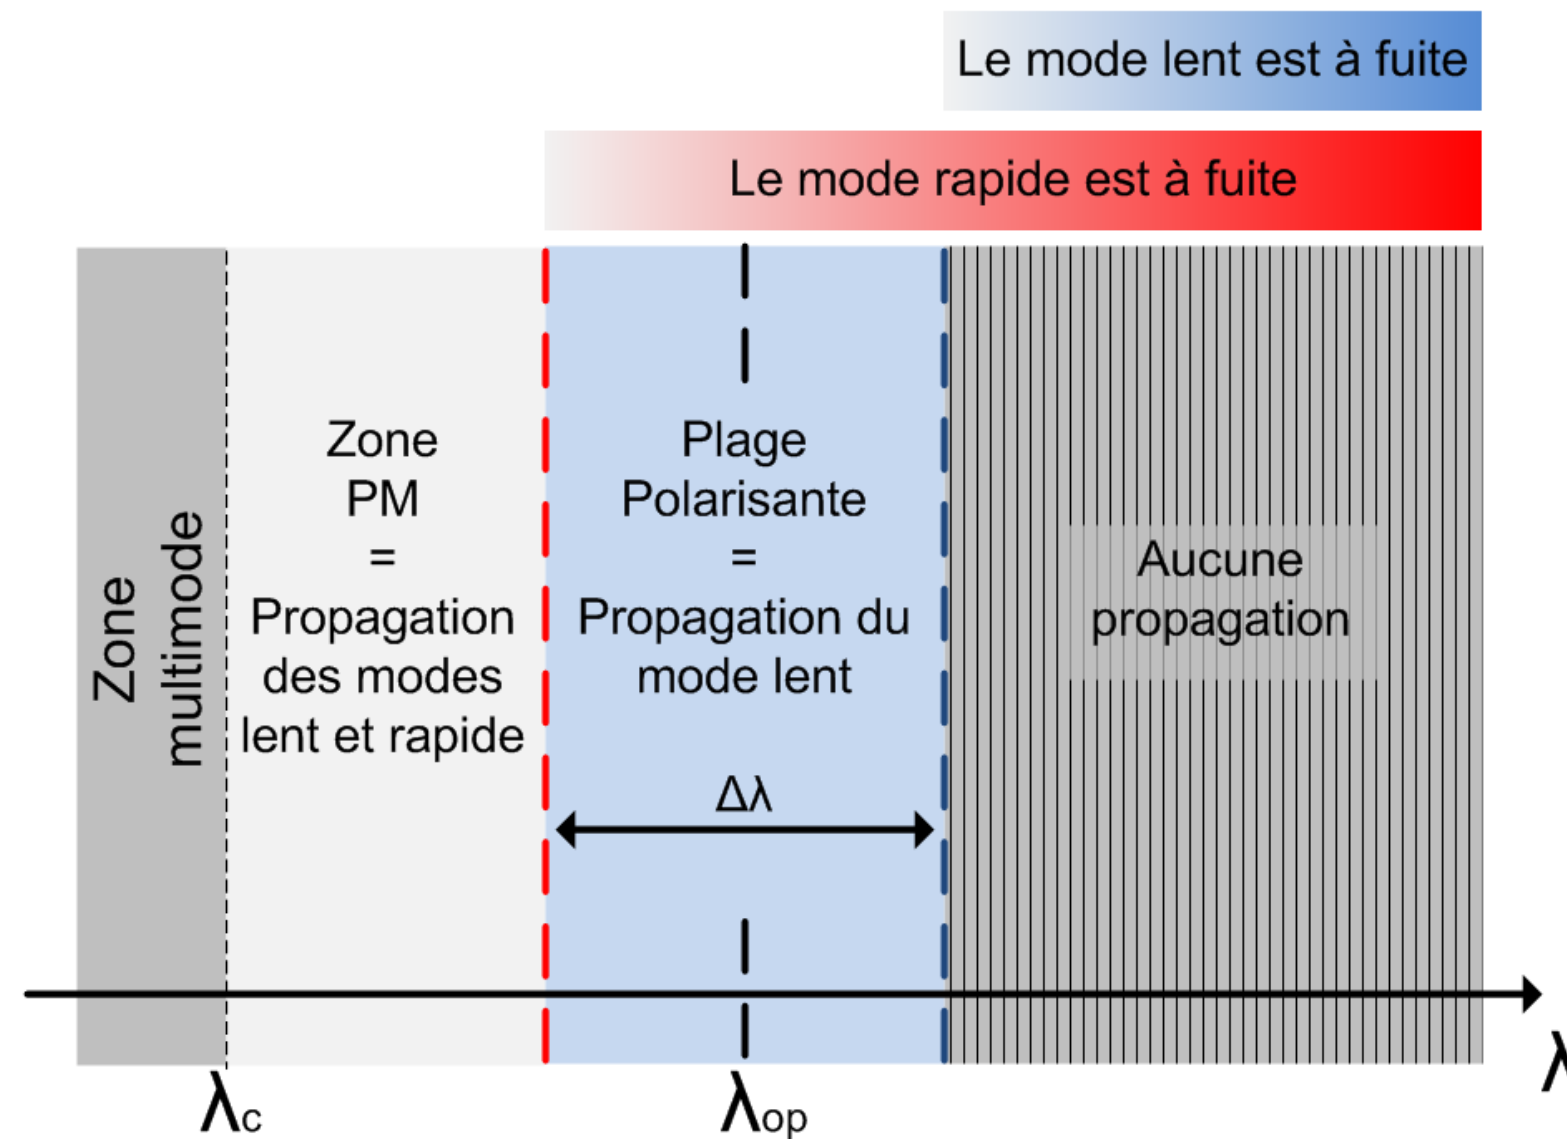 Le mode lent est à fuite
Le mode rapide est à fuite
Zone
multimode
Zone
PM
=
Propagation
des modes
lent et rapide
Plage
Polarisante
=
Propagation du
mode lent
Δλ
Aucune
propagation
λ
λc
λop